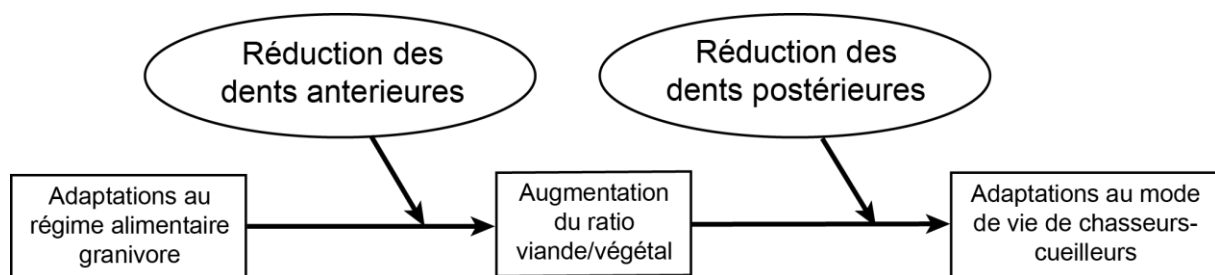 Réduction des
dents anterieures
Réduction des
dents postérieures
Adaptations au
régime alimentaire
granivore
Augmentation
du ratio
viande/végétal
Adaptations au mode
de vie de chasseurs-
cueilleurs